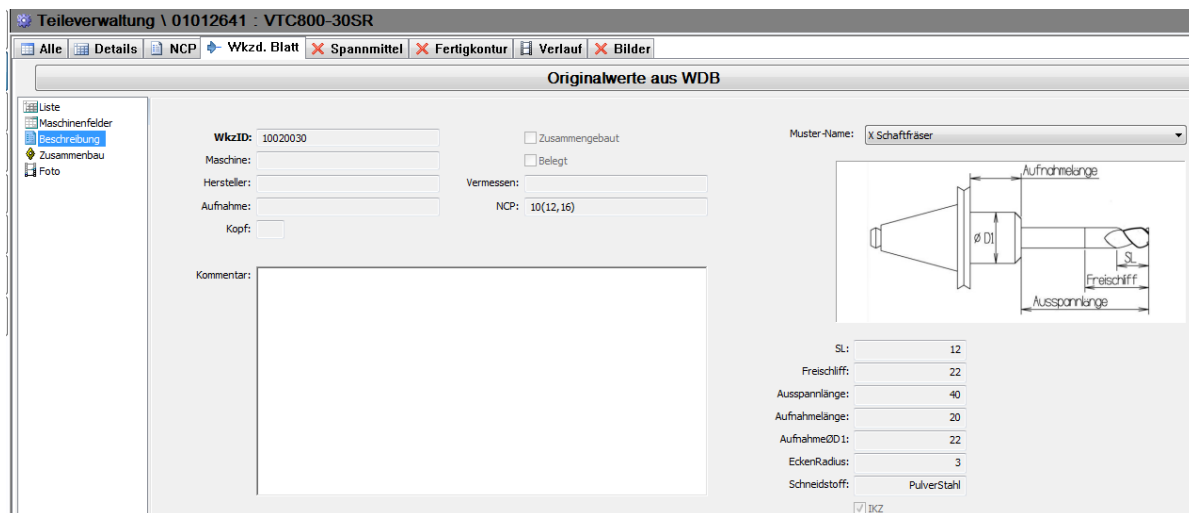 Teileverwaltung \ 01012641 : VTC800-30SR
Alle Details NCP Wkzd. Blatt Spannmittel Fertigkontur Verlauf Bilder
Originalwerte aus WDB
Liste
Maschinenfelder
Beschreibung
Zusammenbau
Foto
WkzID: 10020030
Zusammengebaut
Maschine:
Belegt
Hersteller:
Vermessen:
Aufnahme:
NCP: 10(12,16)
Kopf:
Kommentar:
Muster-Name: X Schaftfräser
Aufnahmelänge
Ø D1
SL
Freischliff
Ausspannlänge
SL: 12
Freischliff: 22
Ausspannlänge: 40
Aufnahmelänge: 20
AufnahmeØD1: 22
EckenRadius: 3
Schneidstoff: PulverStahl
IKZ